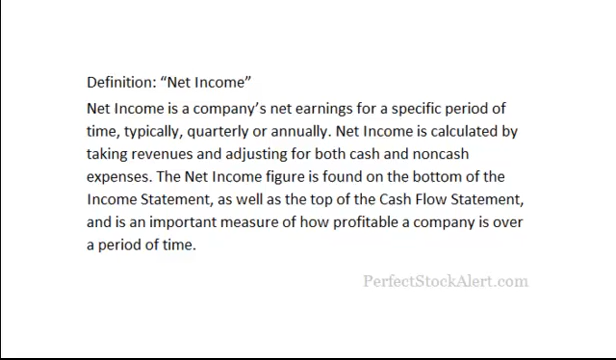 Definition: “Net Income”
Net Income is a company’s net earnings for a specific period of
time, typically, quarterly or annually. Net Income is calculated by
taking revenues and adjusting for both cash and noncash
expenses. The Net Income figure is found on the bottom of the
Income Statement, as well as the top of the Cash Flow Statement,
and is an important measure of how profitable a company is over
a period of time.
PerfectStockAlert.com